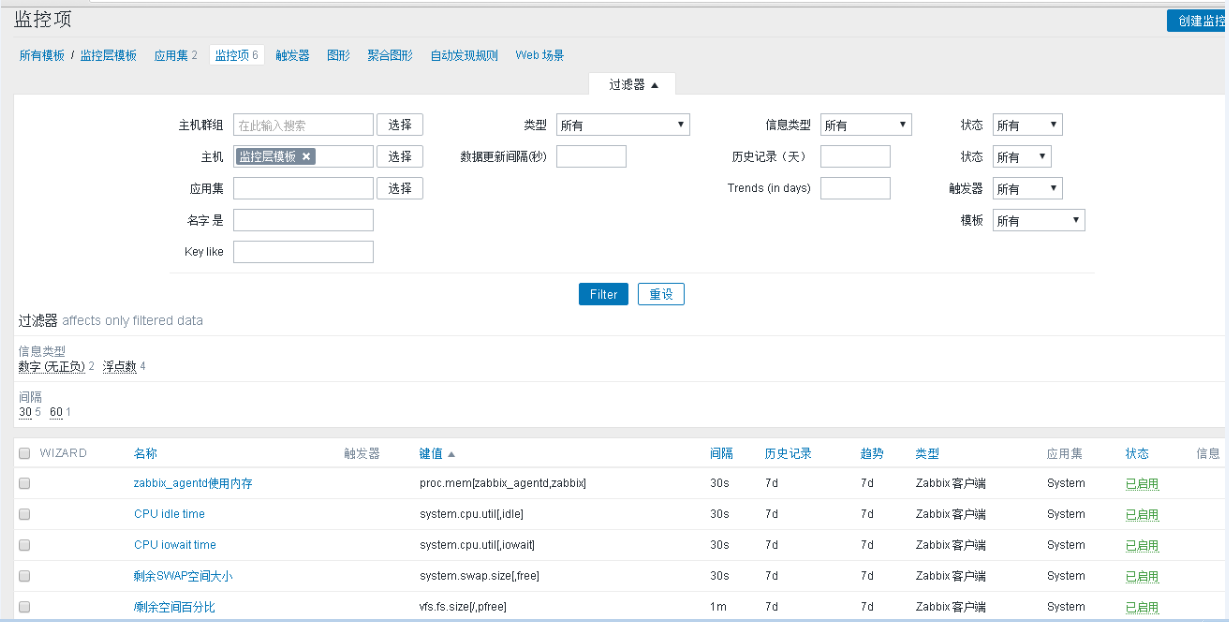 监控项
创建监控
所有模板 / 监控层模板 应用集 2 监控项 6 触发器 图形 聚合图形 自动发现规则 Web 场景
过滤器 ▲
主机群组 在此输入搜索 选择 类型 所有 信息类型 所有 状态 所有
主机 监控层模板 × 选择 数据更新间隔(秒) 历史记录（天） 状态 所有
应用集 选择 Trends (in days) 触发器 所有
名字 是 模板 所有
Key like
Filter 重设
过滤器 affects only filtered data
信息类型
数字 (无正负) 2 浮点数 4
间隔
30 5 60 1
WIZARD 名称 触发器 键值 ▲ 间隔 历史记录 趋势 类型 应用集 状态 信息
zabbix_agentd使用内存 proc.mem[zabbix_agentd,zabbix] 30s 7d 7d Zabbix 客户端 System 已启用
CPU idle time system.cpu.util[,idle] 30s 7d 7d Zabbix 客户端 System 已启用
CPU iowait time system.cpu.util[,iowait] 30s 7d 7d Zabbix 客户端 System 已启用
剩余SWAP空间大小 system.swap.size[,free] 30s 7d 7d Zabbix 客户端 System 已启用
/剩余空间百分比 vfs.fs.size[/,pfree] 1m 7d 7d Zabbix 客户端 System 已启用